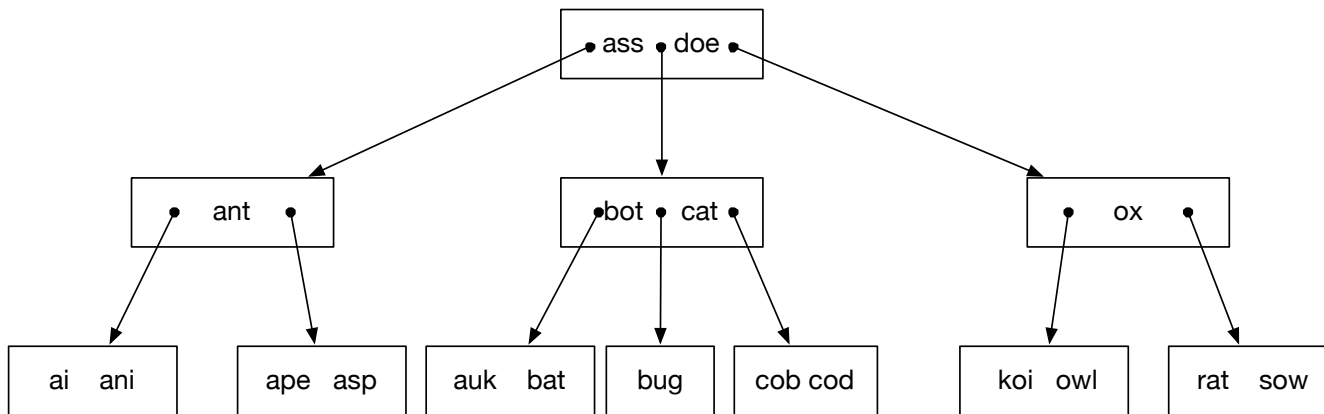 ass doe
ant bot cat ox
ai ani ape asp auk bat bug cob cod koi owl rat sow